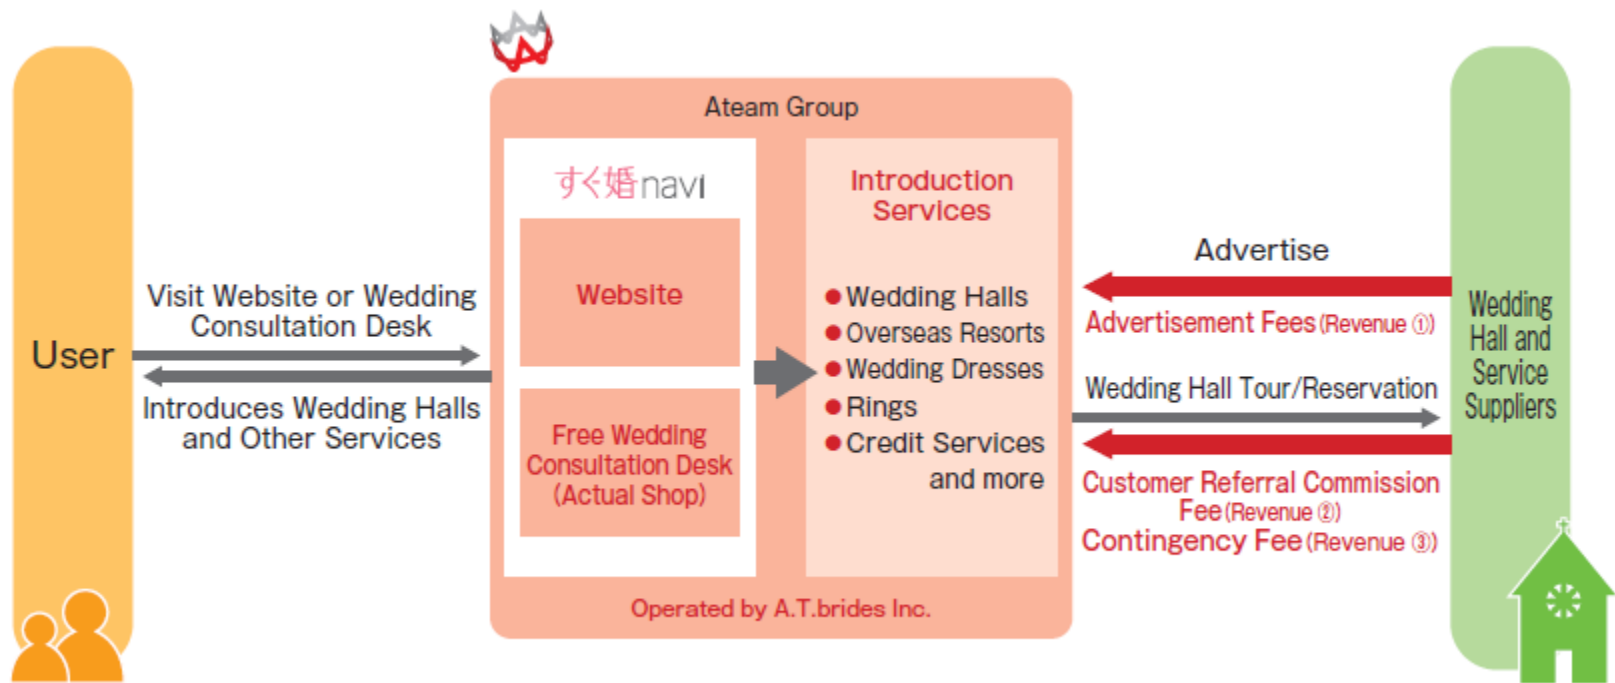 Ateam Group
User
Visit Website or Wedding
Consultation Desk
Introduces Wedding Halls
and Other Services
すぐ婚navi
Website
Free Wedding
Consultation Desk
(Actual Shop)
Introduction
Services
●Wedding Halls
●Overseas Resorts
●Wedding Dresses
●Rings
●Credit Services
and more
Operated by A.T.brides Inc.
Advertise
Advertisement Fees(Revenue ①)
Wedding Hall Tour/Reservation
Customer Referral Commission
Fee(Revenue ②)
Contingency Fee(Revenue ③)
Wedding
Hall and
Service
Suppliers